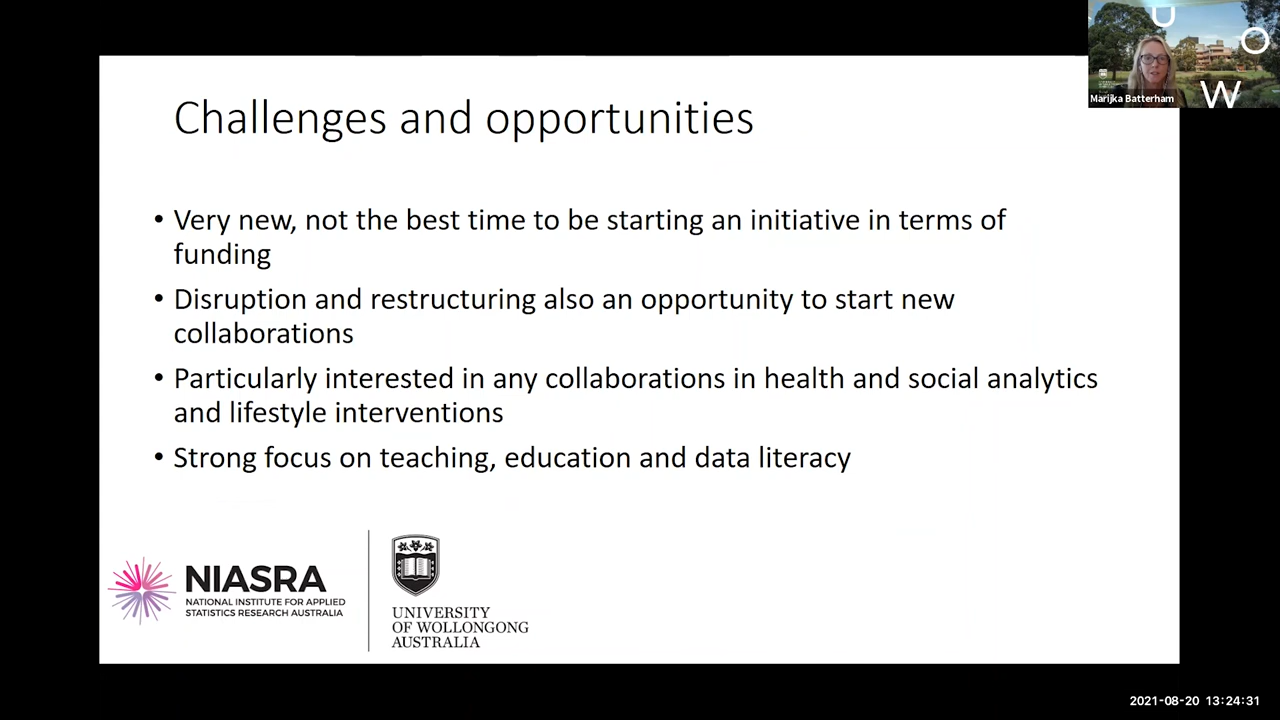 U
O
W
Marijka Batterham
Challenges and opportunities
• Very new, not the best time to be starting an initiative in terms of
funding
• Disruption and restructuring also an opportunity to start new
collaborations
• Particularly interested in any collaborations in health and social analytics
and lifestyle interventions
• Strong focus on teaching, education and data literacy
NIASRA
NATIONAL INSTITUTE FOR APPLIED
STATISTICS RESEARCH AUSTRALIA
UNIVERSITY
OF WOLLONGONG
AUSTRALIA
2021-08-20 13:24:31